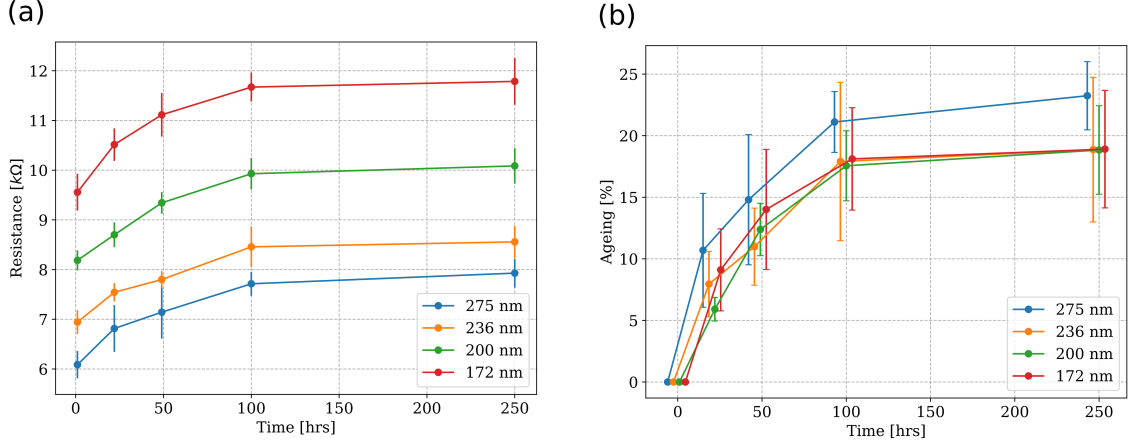 (a)
12
11
10
9
8
7
6
Resistance [kΩ]
0 50 100 150 200 250
Time [hrs]
275 nm
236 nm
200 nm
172 nm
(b)
25
20
15
10
5
0
Ageing [%]
0 50 100 150 200 250
Time [hrs]
275 nm
236 nm
200 nm
172 nm